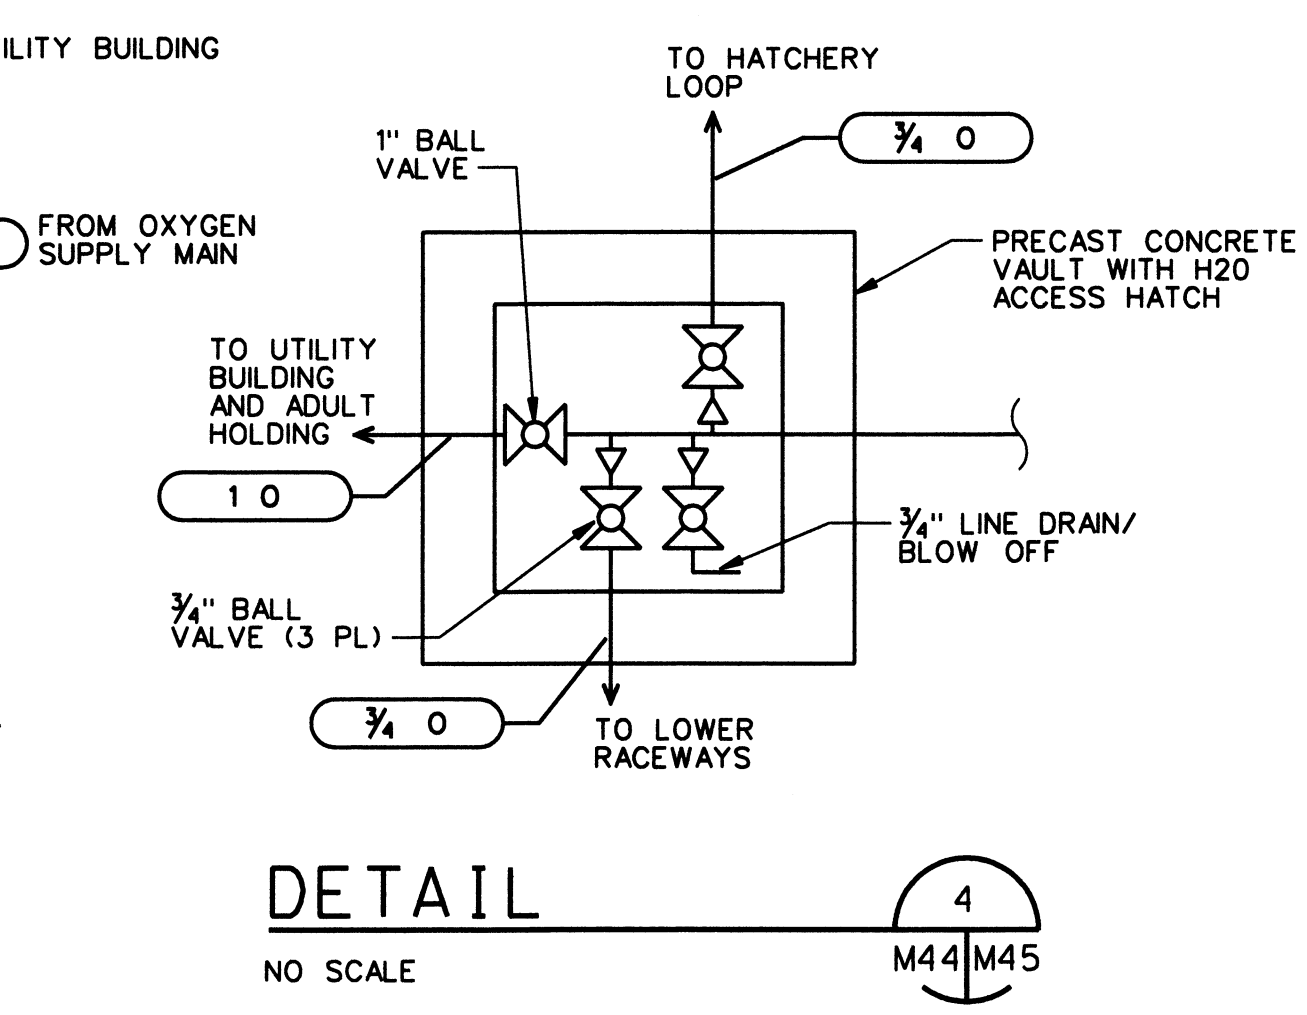 ILITY BUILDING
TO HATCHERY
LOOP
1" BALL
VALVE
3/4 O
FROM OXYGEN
SUPPLY MAIN
PRECAST CONCRETE
VAULT WITH H20
ACCESS HATCH
TO UTILITY
BUILDING
AND ADULT
HOLDING
1 O
3/4" LINE DRAIN/
BLOW OFF
3/4" BALL
VALVE (3 PL)
3/4 O
TO LOWER
RACEWAYS
DETAIL
4
M44 M45
NO SCALE